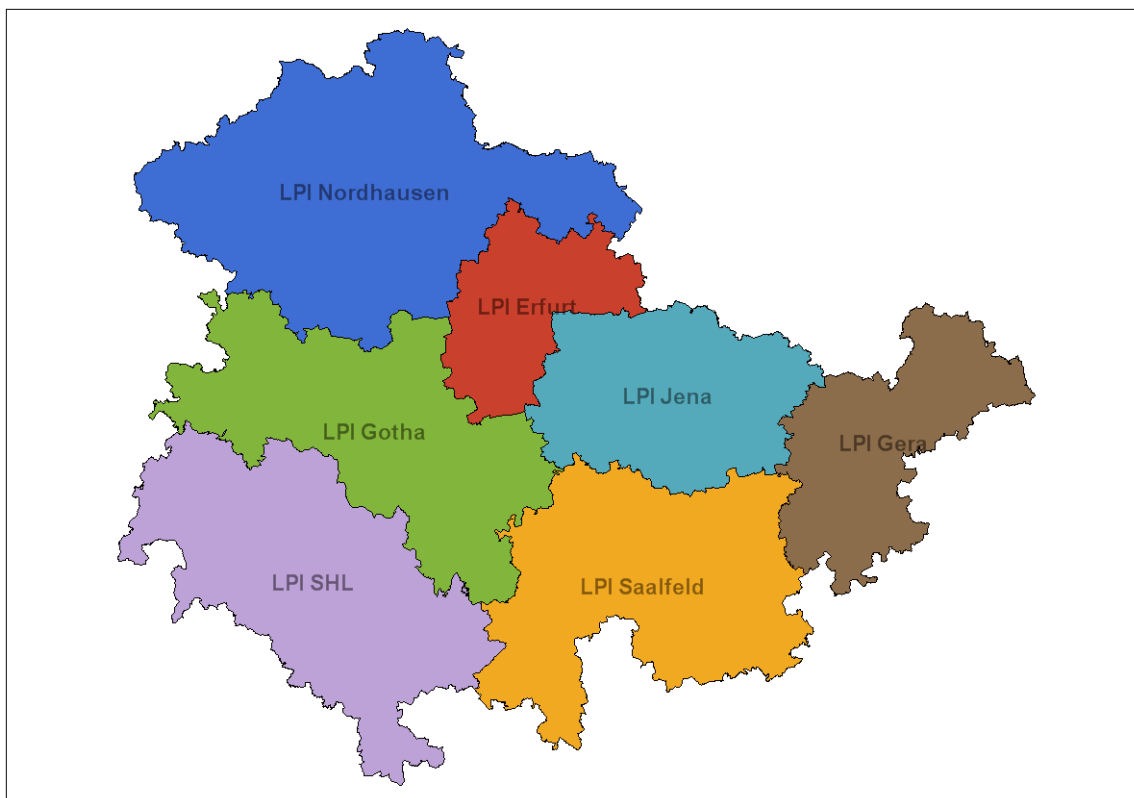 LPI Nordhausen
LPI Erfurt
LPI Jena
LPI Gotha
LPI Gera
LPI SHL
LPI Saalfeld